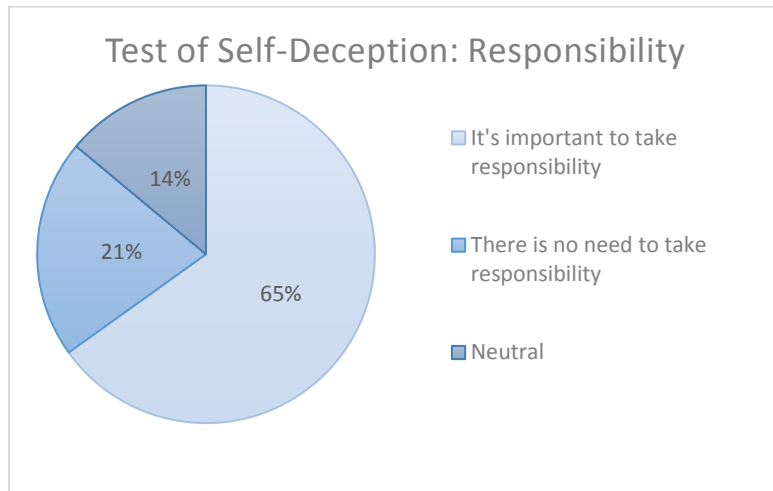 Test of Self-Deception: Responsibility
14%
21%
65%
It's important to take
responsibility
There is no need to take
responsibility
Neutral